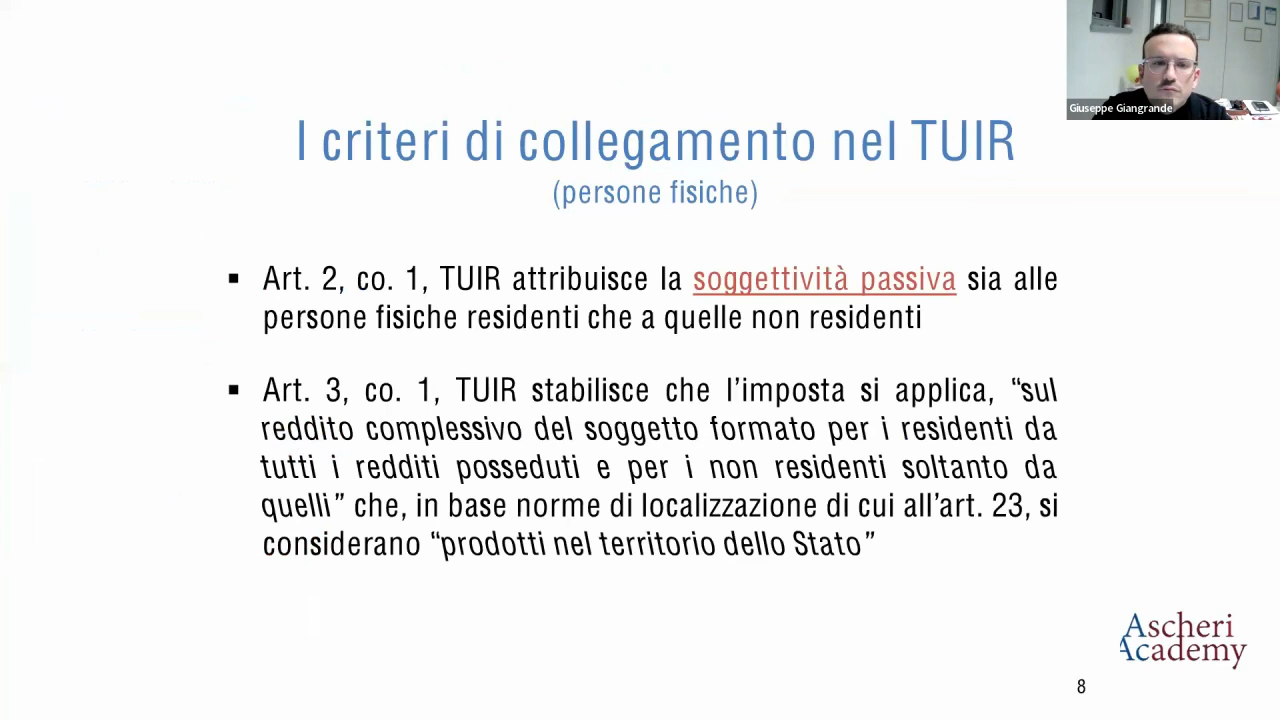 Giuseppe Giangrande
I criteri di collegamento nel TUIR
(persone fisiche)
▪ Art. 2, co. 1, TUIR attribuisce la soggettività passiva sia alle
persone fisiche residenti che a quelle non residenti
▪ Art. 3, co. 1, TUIR stabilisce che l’imposta si applica, “sul
reddito complessivo del soggetto formato per i residenti da
tutti i redditi posseduti e per i non residenti soltanto da
quelli” che, in base norme di localizzazione di cui all’art. 23, si
considerano “prodotti nel territorio dello Stato”
Ascheri
Academy
8